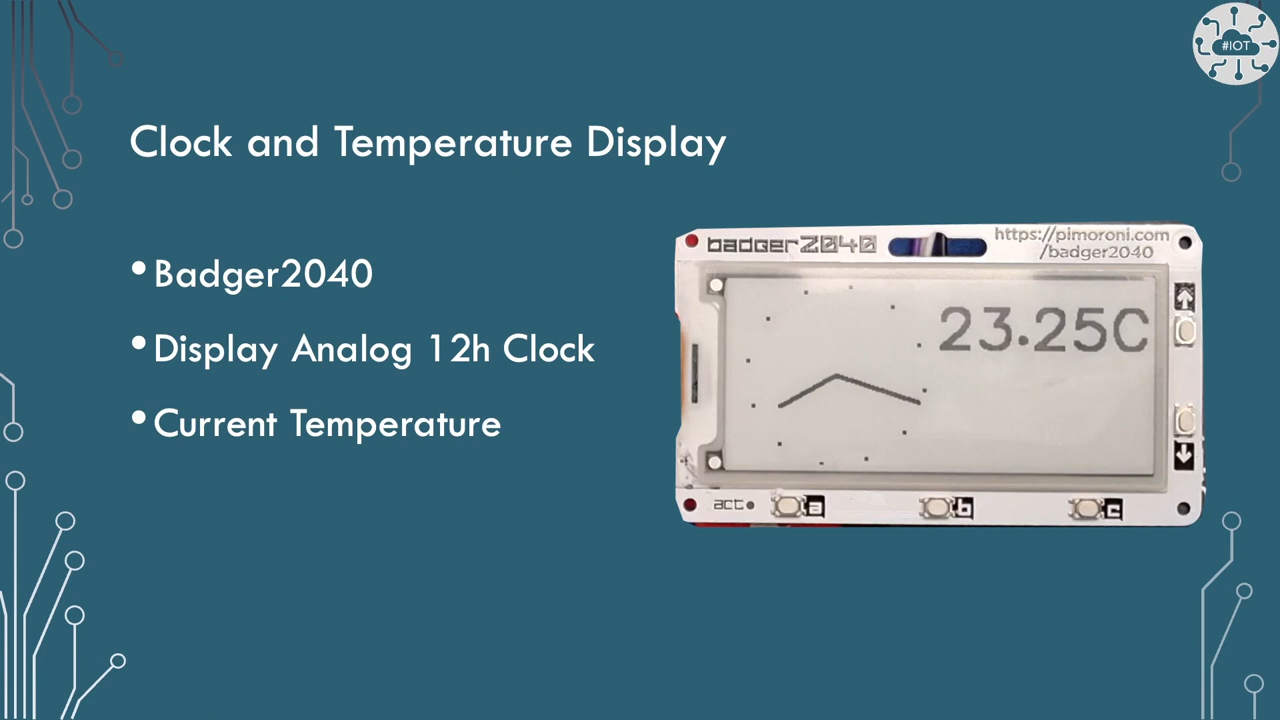 #IOT
Clock and Temperature Display
•Badger2040
•Display Analog 12h Clock
•Current Temperature
badger2040
https://pimoroni.com
/badger2040
23.25C
act
a
b
c